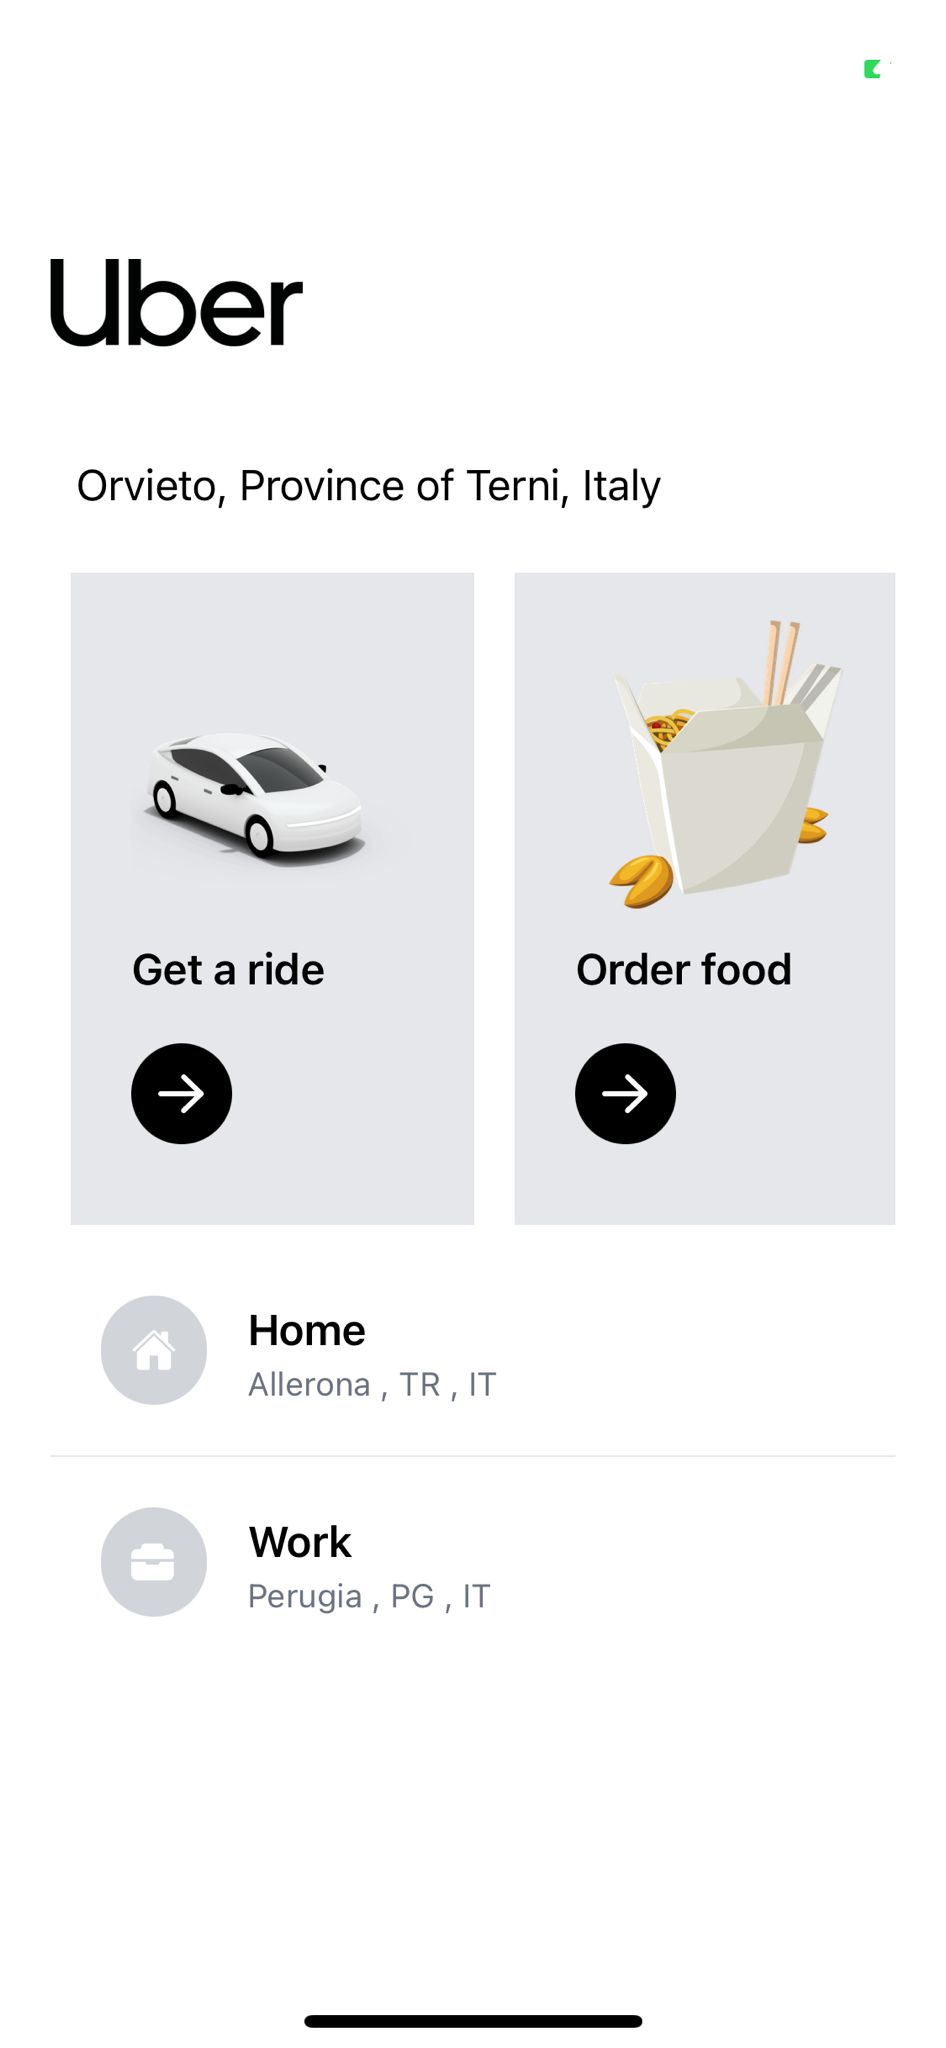 Uber
Orvieto, Province of Terni, Italy
Get a ride
Order food
Home
Allerona , TR , IT
Work
Perugia , PG , IT